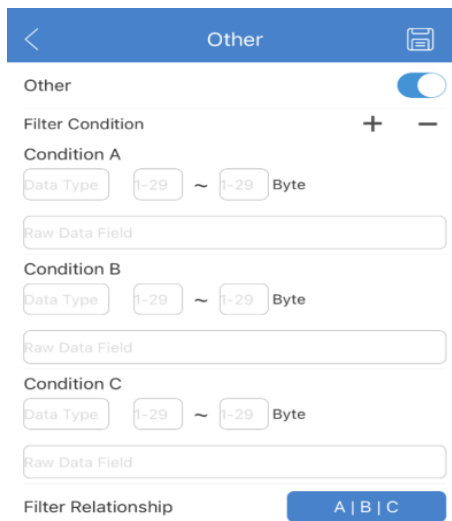 Other
Other
Filter Condition + −
Condition A
Data Type 1-29 ~ 1-29 Byte
Raw Data Field
Condition B
Data Type 1-29 ~ 1-29 Byte
Raw Data Field
Condition C
Data Type 1-29 ~ 1-29 Byte
Raw Data Field
Filter Relationship A | B | C